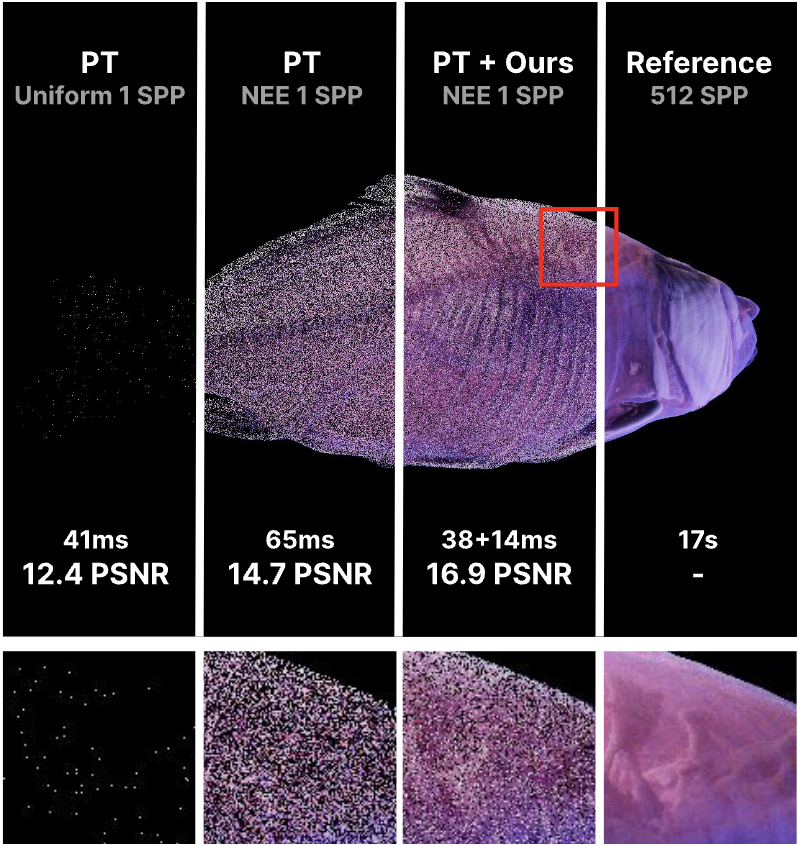 PT
Uniform 1 SPP
PT
NEE 1 SPP
PT + Ours
NEE 1 SPP
Reference
512 SPP
41ms
12.4 PSNR
65ms
14.7 PSNR
38+14ms
16.9 PSNR
17s
-